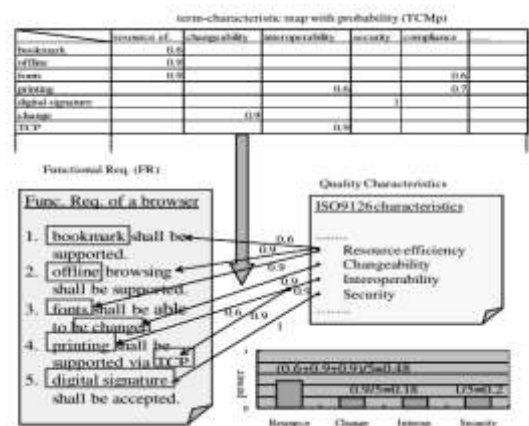 term-characteristic map with probability (TCMp)
resource ef. changeability interoperability security compliance ......
bookmark 0.6
offline 0.9
fonts 0.9 0.6
printing 0.6 0.7
digital signature 1
change 0.9
TCP 0.9
Functional Req. (FR)
Func. Req. of a browser
1. bookmark shall be
supported.
2. offline browsing
shall be supported.
3. fonts shall be able
to be change
4. printing shall be
supported via TCP
5. digital signature
shall be accepted.
Quality Characteristics
ISO9126 characteristics
........
Resource efficiency
Changeability
Interoperability
Security
........
0.6
0.9
0.9
0.9
0.6
0.9
1
power
1
0
(0.6+0.9+0.9)/5=0.48
0.9/5=0.18
1/5=0.2
Resource Change Interop Security